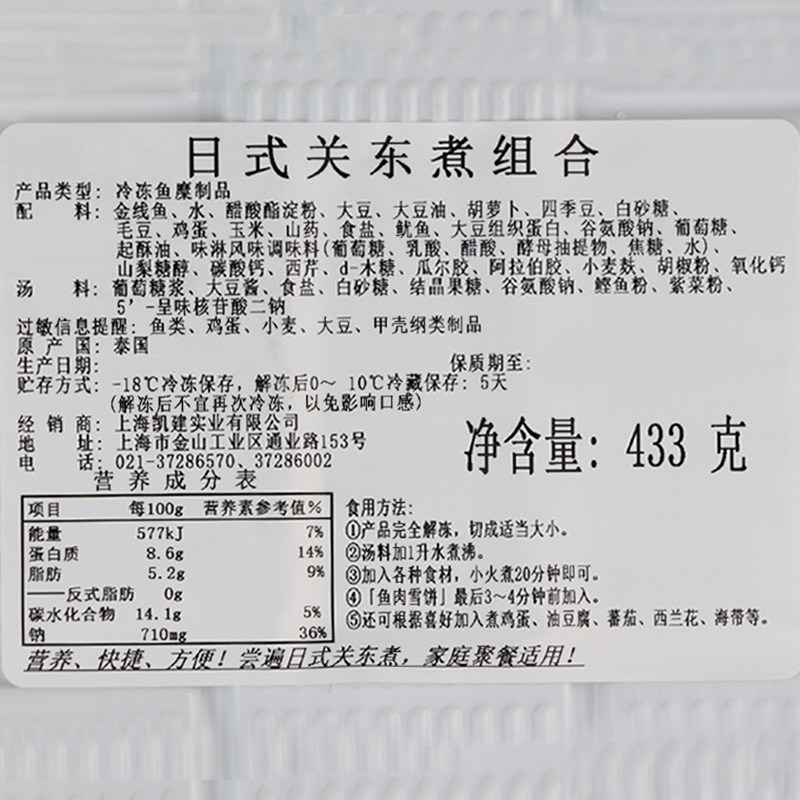 日式关东煮组合
产品类型: 冷冻鱼糜制品
配 料: 金线鱼、水、醋酸酯淀粉、大豆、大豆油、胡萝卜、四季豆、白砂糖、
毛豆、鸡蛋、玉米、山药、食盐、鱿鱼、大豆组织蛋白、谷氨酸钠、葡萄糖、
起酥油、味淋风味调味料(葡萄糖、乳酸、醋酸、酵母抽提物、焦糖、水)、
山梨糖醇、碳酸钙、西芹、d-木糖、瓜尔胶、阿拉伯胶、小麦麸、胡椒粉、氧化钙
汤 料: 葡萄糖浆、大豆酱、食盐、白砂糖、结晶果糖、谷氨酸钠、鲣鱼粉、紫菜粉、
5’-呈味核苷酸二钠
过敏信息提醒: 鱼类、鸡蛋、小麦、大豆、甲壳纲类制品
原 产 国: 泰国
生产日期: 保质期至:
贮存方式: -18℃冷冻保存, 解冻后0~ 10℃冷藏保存: 5天
(解冻后不宜再次冷冻, 以免影响口感)
经 销 商: 上海凯建实业有限公司
地 址: 上海市金山工业区通业路153号
电 话: 021-37286570、37286002
净含量: 433 克
营养成分表
项目 每100g 营养素参考值%
能量 577kJ 7%
蛋白质 8.6g 14%
脂肪 5.2g 9%
——反式脂肪 0g
碳水化合物 14.1g 5%
钠 710mg 36%
食用方法:
①产品完全解冻, 切成适当大小。
②汤料加1升水煮沸。
③加入各种食材, 小火煮20分钟即可。
④「鱼肉雪饼」最后3~4分钟前加入。
⑤还可根据喜好加入煮鸡蛋、油豆腐、蕃茄、西兰花、海带等。
营养、快捷、方便! 尝遍日式关东煮, 家庭聚餐适用!